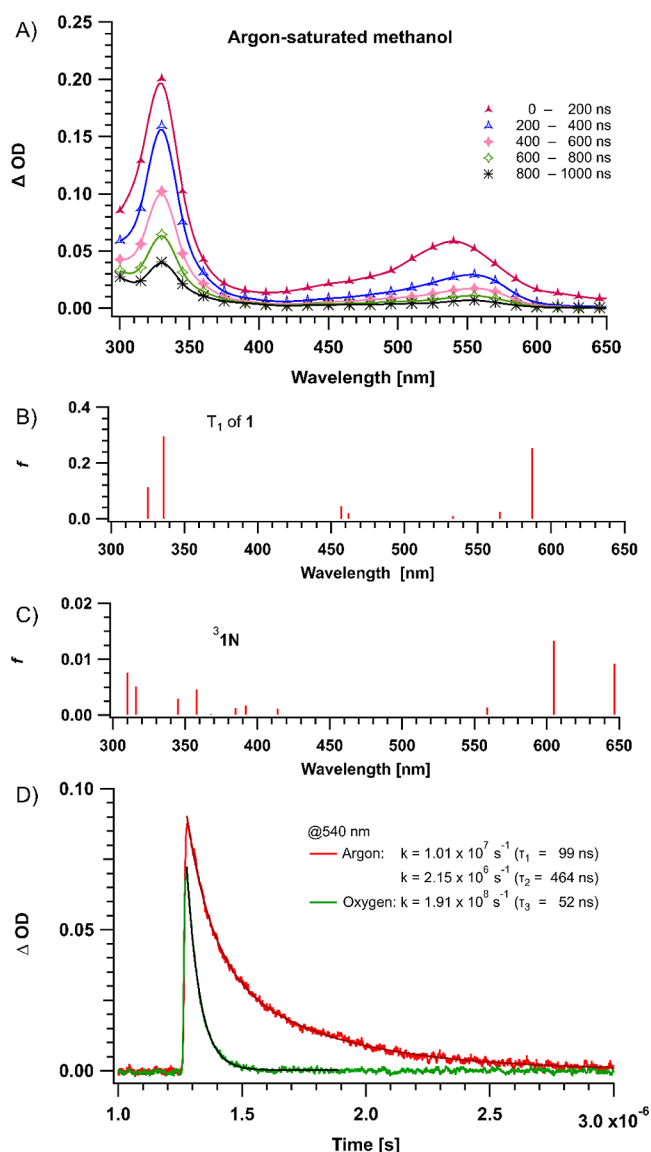 A)
Argon-saturated methanol
0.25
0.20
0.15
0.10
0.05
0.00
Δ OD
0 – 200 ns
200 – 400 ns
400 – 600 ns
600 – 800 ns
800 – 1000 ns
300 350 400 450 500 550 600 650
Wavelength [nm]
B)
T₁ of 1
0.4
0.2
0.0
f
300 350 400 450 500 550 600 650
Wavelength [nm]
C)
³1N
0.02
0.01
0.00
f
300 350 400 450 500 550 600 650
Wavelength [nm]
D)
0.10
0.05
0.00
Δ OD
@540 nm
Argon: k = 1.01 x 10⁷ s⁻¹ (τ₁ = 99 ns)
k = 2.15 x 10⁶ s⁻¹ (τ₂ = 464 ns)
Oxygen: k = 1.91 x 10⁸ s⁻¹ (τ₃ = 52 ns)
1.0 1.5 2.0 2.5 3.0 x10⁻⁶
Time [s]